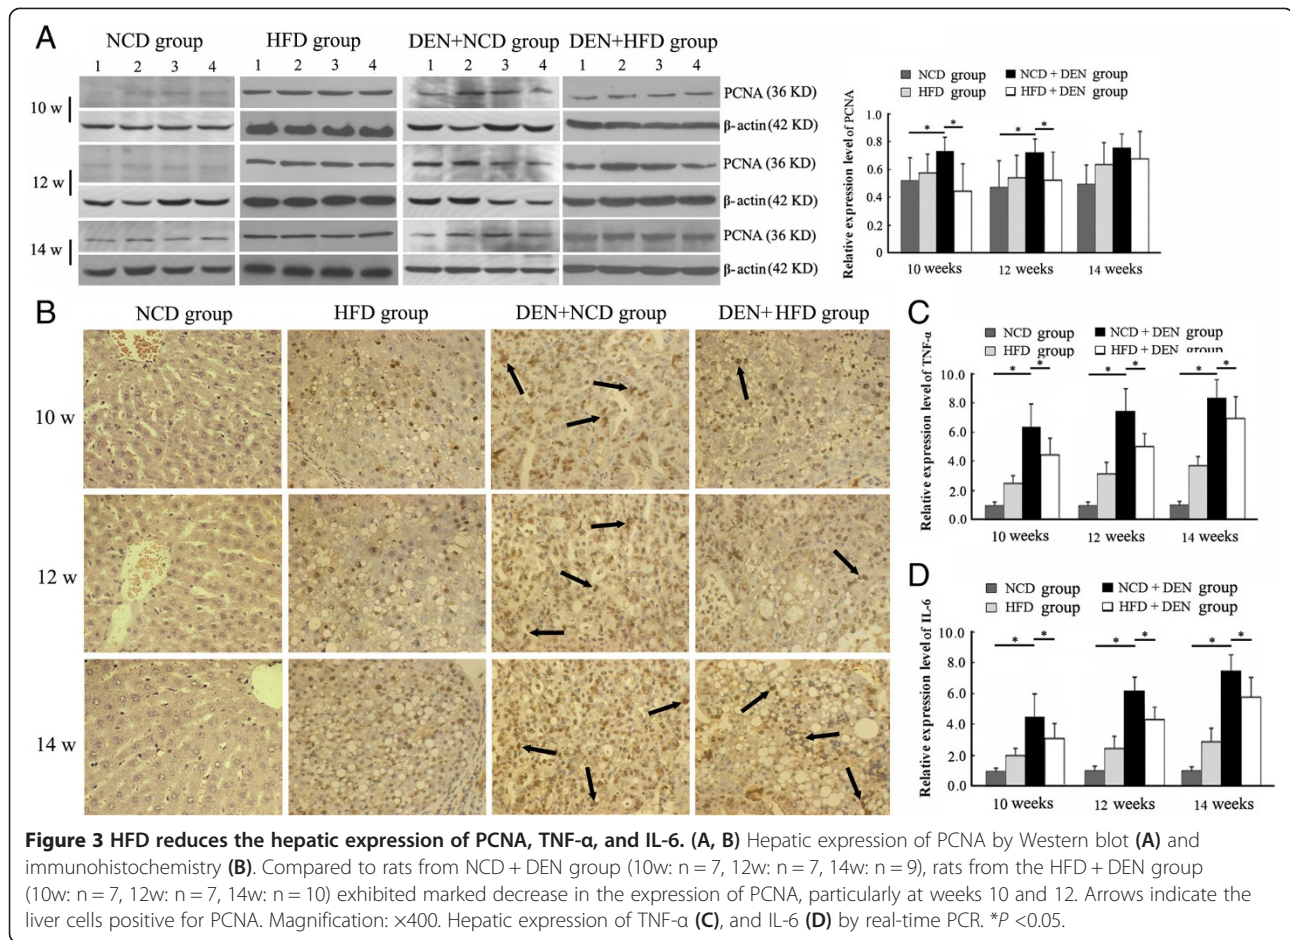 A
NCD group HFD group DEN+NCD group DEN+HFD group
1 2 3 4 1 2 3 4 1 2 3 4 1 2 3 4
10 w
PCNA (36 KD)
β-actin(42 KD)
12 w
PCNA (36 KD)
β-actin(42 KD)
14 w
PCNA (36 KD)
β-actin(42 KD)
NCD group NCD + DEN group
HFD group HFD + DEN group
Relative expression level of PCNA
1.0
0.8
0.6
0.4
0.2
0
* * * *
10 weeks 12 weeks 14 weeks
B
NCD group HFD group DEN+NCD group DEN+HFD group
10 w
12 w
14 w
C
NCD group NCD + DEN group
HFD group HFD + DEN group
Relative expression level of TNF-α
10.0
8.0
6.0
4.0
2.0
0.0
* * * * * *
10 weeks 12 weeks 14 weeks
D
NCD group NCD + DEN group
HFD group HFD + DEN group
Relative expression level of IL-6
10.0
8.0
6.0
4.0
2.0
0.0
* * * * * *
10 weeks 12 weeks 14 weeks
Figure 3 HFD reduces the hepatic expression of PCNA, TNF-α, and IL-6. (A, B) Hepatic expression of PCNA by Western blot (A) and
immunohistochemistry (B). Compared to rats from NCD + DEN group (10w: n = 7, 12w: n = 7, 14w: n = 9), rats from the HFD + DEN group
(10w: n = 7, 12w: n = 7, 14w: n = 10) exhibited marked decrease in the expression of PCNA, particularly at weeks 10 and 12. Arrows indicate the
liver cells positive for PCNA. Magnification: ×400. Hepatic expression of TNF-α (C), and IL-6 (D) by real-time PCR. *P <0.05.